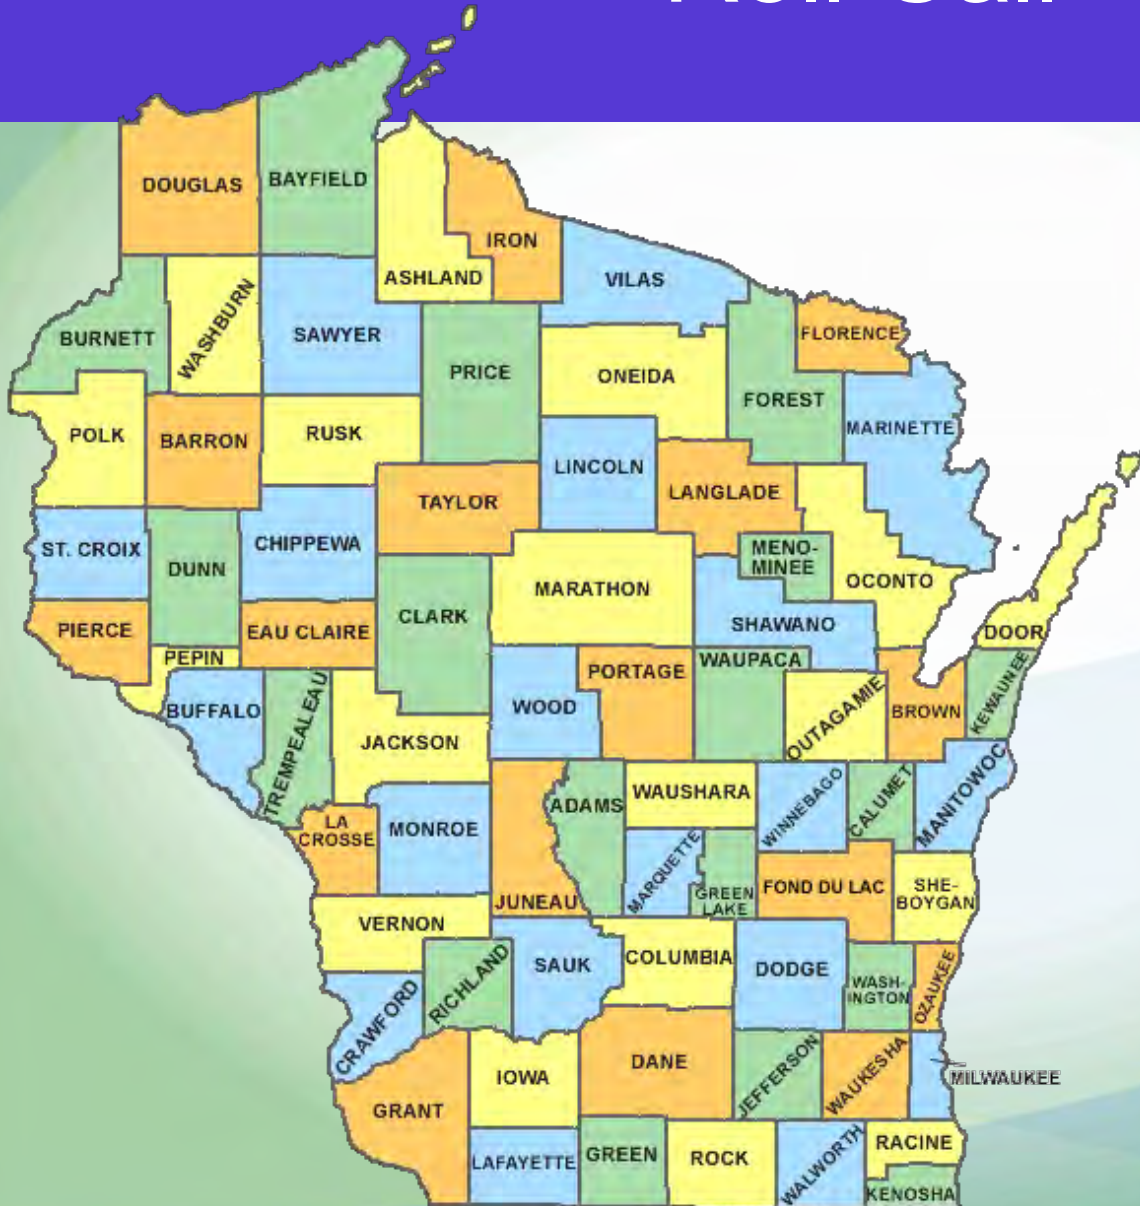 DOUGLAS
BAYFIELD
IRON
ASHLAND
VILAS
BURNETT
WASHBURN
SAWYER
FLORENCE
PRICE
ONEIDA
FOREST
MARINETTE
POLK
BARRON
RUSK
LINCOLN
LANGLADE
TAYLOR
ST. CROIX
DUNN
CHIPPEWA
MENO-
MINEE
MARATHON
OCONTO
CLARK
SHAWANO
PIERCE
EAU CLAIRE
DOOR
PEPIN
PORTAGE
WAUPACA
BUFFALO
TREMPEALEAU
JACKSON
WOOD
OUTAGAMIE
BROWN
KEWAUNEE
ADAMS
WAUSHARA
WINNEBAGO
CALUMET
MANITOWOC
LA
CROSSE
MONROE
JUNEAU
MARQUETTE
GREEN
LAKE
FOND DU LAC
SHE-
BOYGAN
VERNON
RICHLAND
SAUK
COLUMBIA
DODGE
WASH-
INGTON
OZAUKEE
CRAWFORD
GRANT
IOWA
DANE
JEFFERSON
WAUKESHA
MILWAUKEE
LAFAYETTE
GREEN
ROCK
WALWORTH
RACINE
KENOSHA